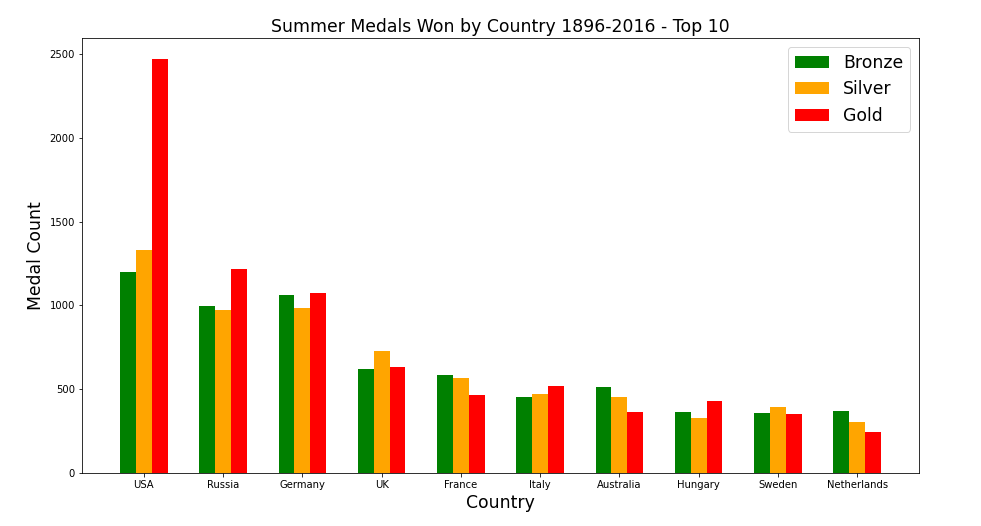 Summer Medals Won by Country 1896-2016 - Top 10
Bronze
Silver
Gold
Medal Count
2500
2000
1500
1000
500
0
USA Russia Germany UK France Italy Australia Hungary Sweden Netherlands
Country